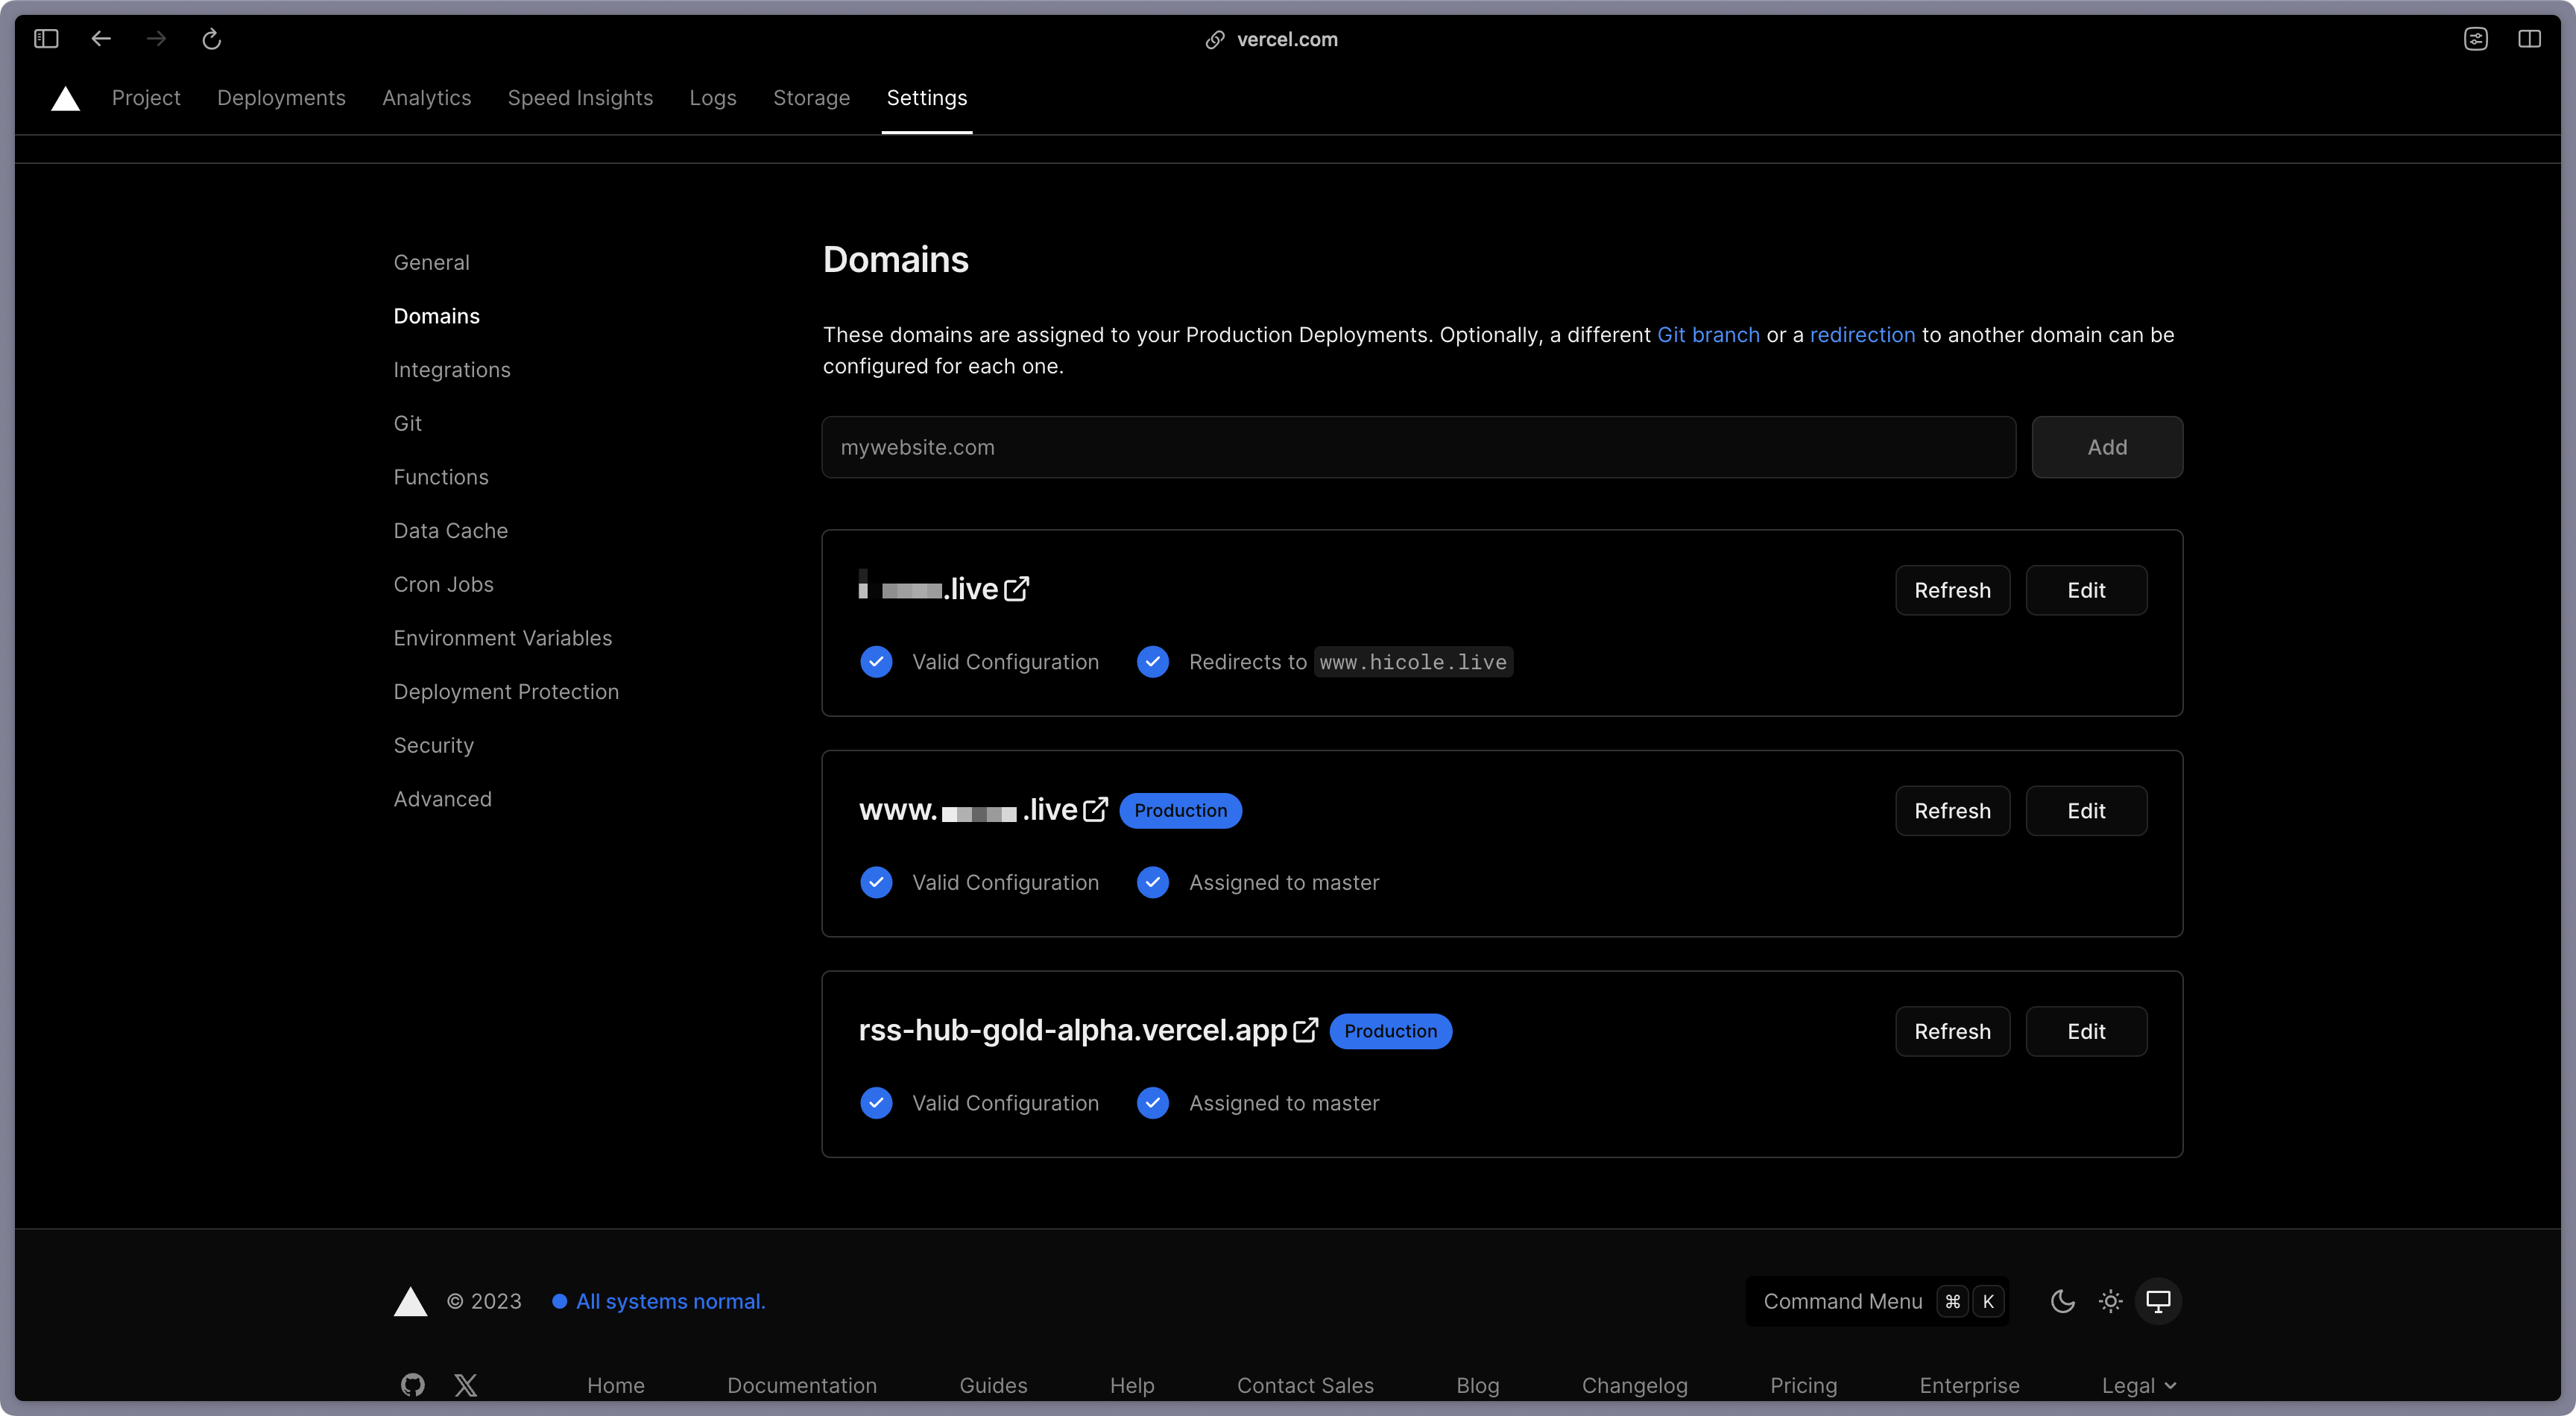 vercel.com
Project Deployments Analytics Speed Insights Logs Storage Settings
General
Domains
Integrations
Git
Functions
Data Cache
Cron Jobs
Environment Variables
Deployment Protection
Security
Advanced
Domains
These domains are assigned to your Production Deployments. Optionally, a different Git branch or a redirection to another domain can be
configured for each one.
mywebsite.com Add
.live Refresh Edit
Valid Configuration Redirects to www.hicole.live
www. .live Production Refresh Edit
Valid Configuration Assigned to master
rss-hub-gold-alpha.vercel.app Production Refresh Edit
Valid Configuration Assigned to master
© 2023 All systems normal. Command Menu ⌘ K
Home Documentation Guides Help Contact Sales Blog Changelog Pricing Enterprise Legal